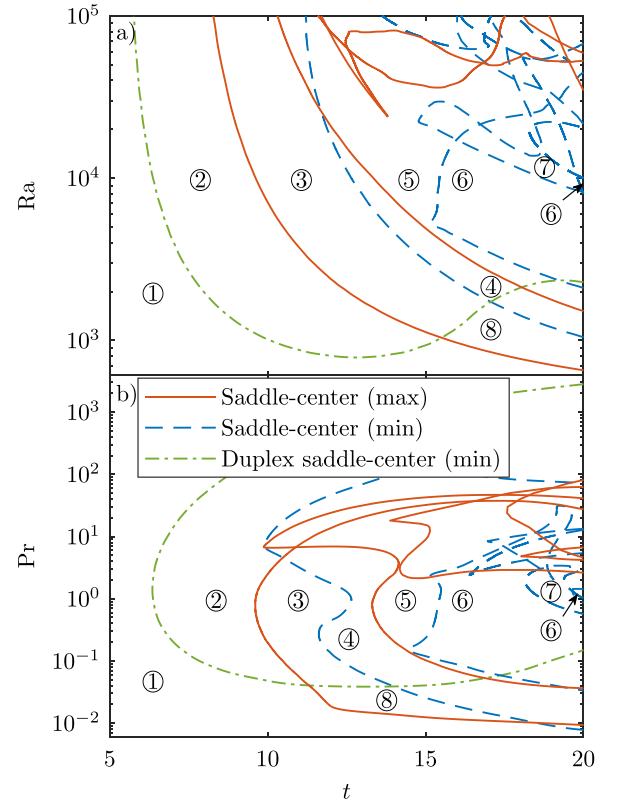 10^5
a)
10^4
10^3
Ra
① ② ③ ④ ⑤ ⑥ ⑦ ⑥ ⑧
b)
Saddle-center (max)
Saddle-center (min)
Duplex saddle-center (min)
10^3
10^2
10^1
10^0
10^{-1}
10^{-2}
Pr
① ② ③ ④ ⑤ ⑥ ⑦ ⑥ ⑧
5 10 15 20
t